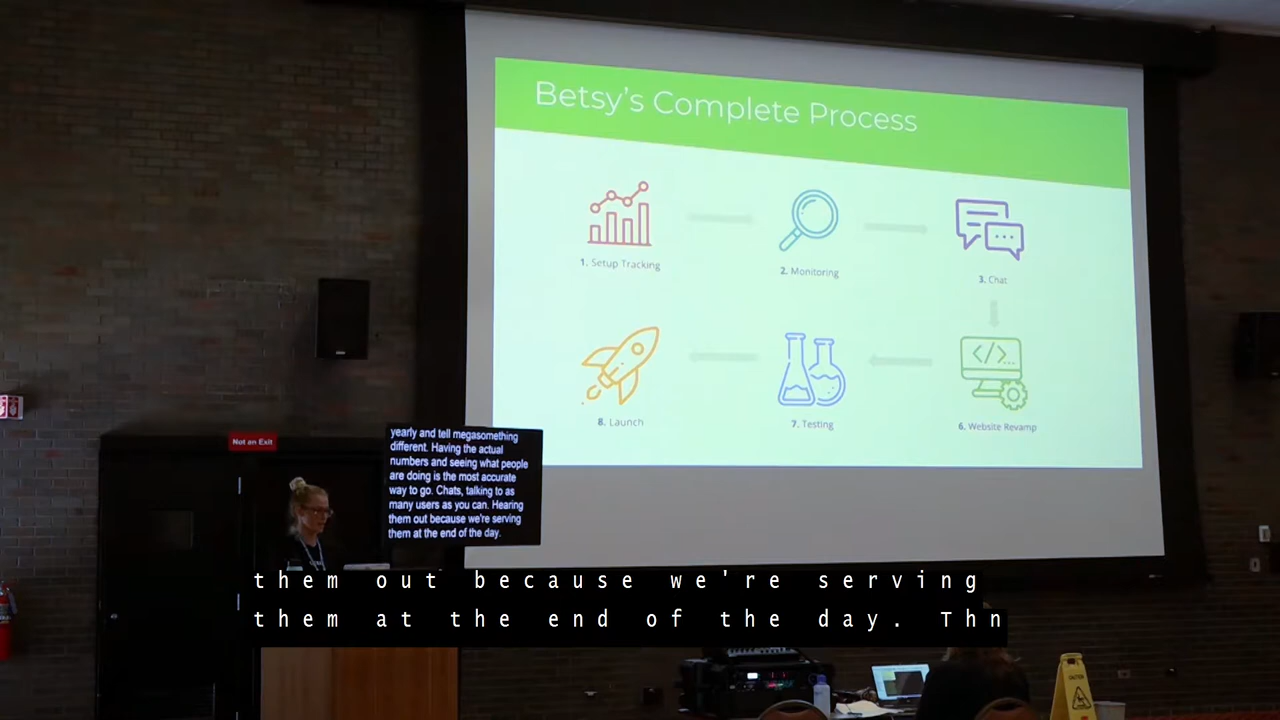 Betsy's Complete Process
1. Setup Tracking
2. Monitoring
3. Chat
8. Launch
7. Testing
6. Website Revamp
Not an Exit
yearly and tell megasomething
different. Having the actual
numbers and seeing what people
are doing is the most accurate
way to go. Chats, talking to as
many users as you can. Hearing
them out because we're serving
them at the end of the day.
them out because we're serving
them at the end of the day. Thn
CAUTION